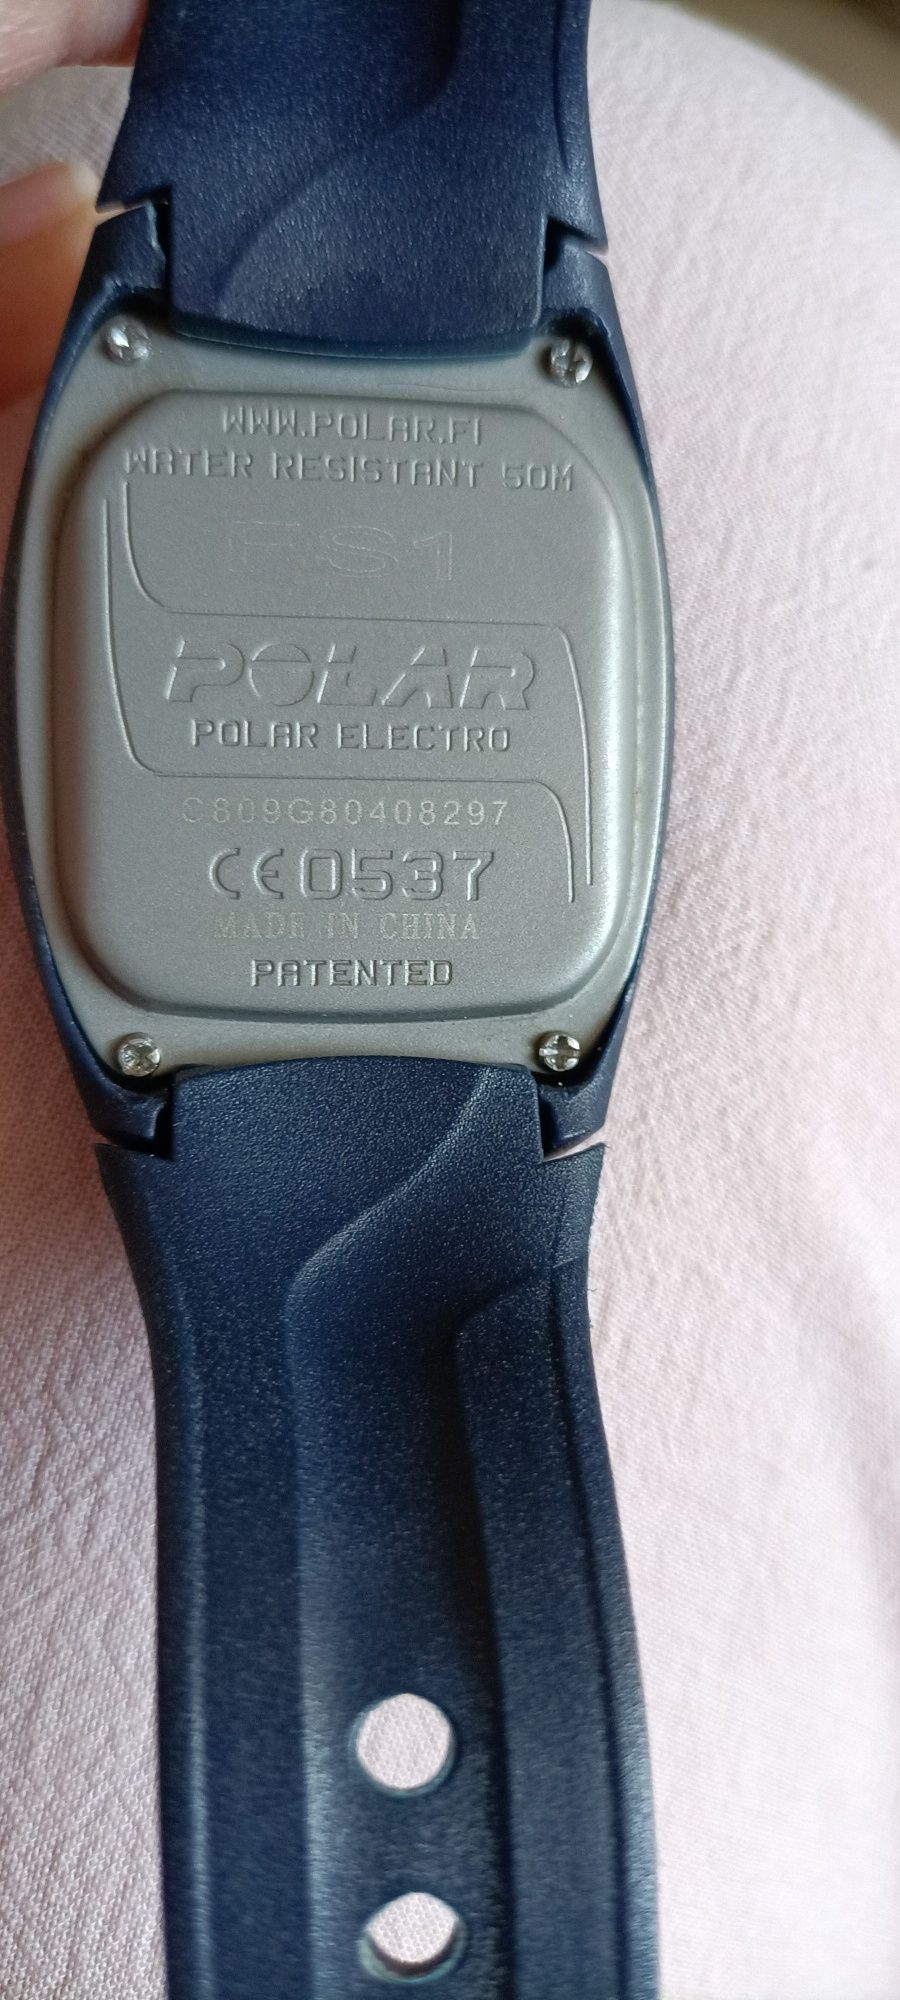 WWW.POLAR.FI
WATER RESISTANT 50M
FS1
POLAR
POLAR ELECTRO
C809G80408297
CE0537
MADE IN CHINA
PATENTED